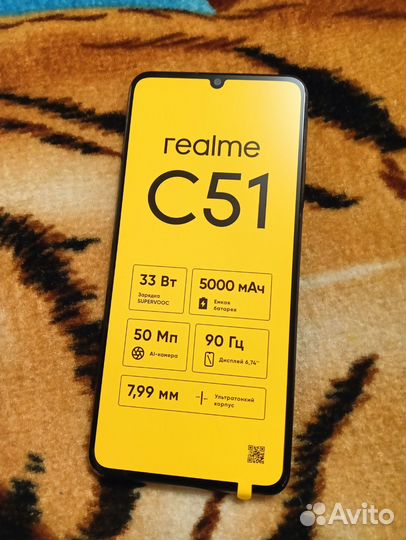 realme
C51
33 Вт
Зарядка
SUPERVOOC
5000 мАч
Емкая
батарея
50 Мп
AI-камера
90 Гц
Дисплей 6,74"
7,99 мм
Ультратонкий
корпус
Avito